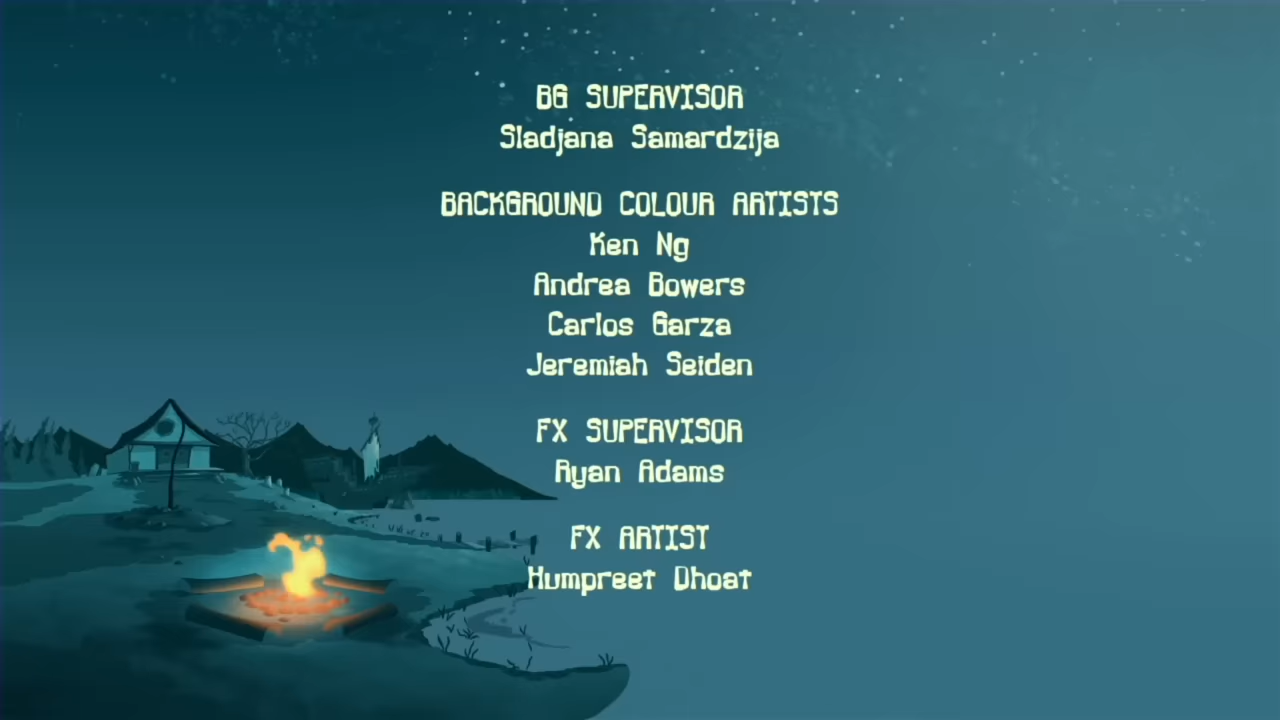 BG SUPERVISOR
Sladjana Samardzija
BACKGROUND COLOUR ARTISTS
Ken Ng
Andrea Bowers
Carlos Garza
Jeremiah Seiden
FX SUPERVISOR
Ryan Adams
FX ARTIST
Humpreet Dhoat